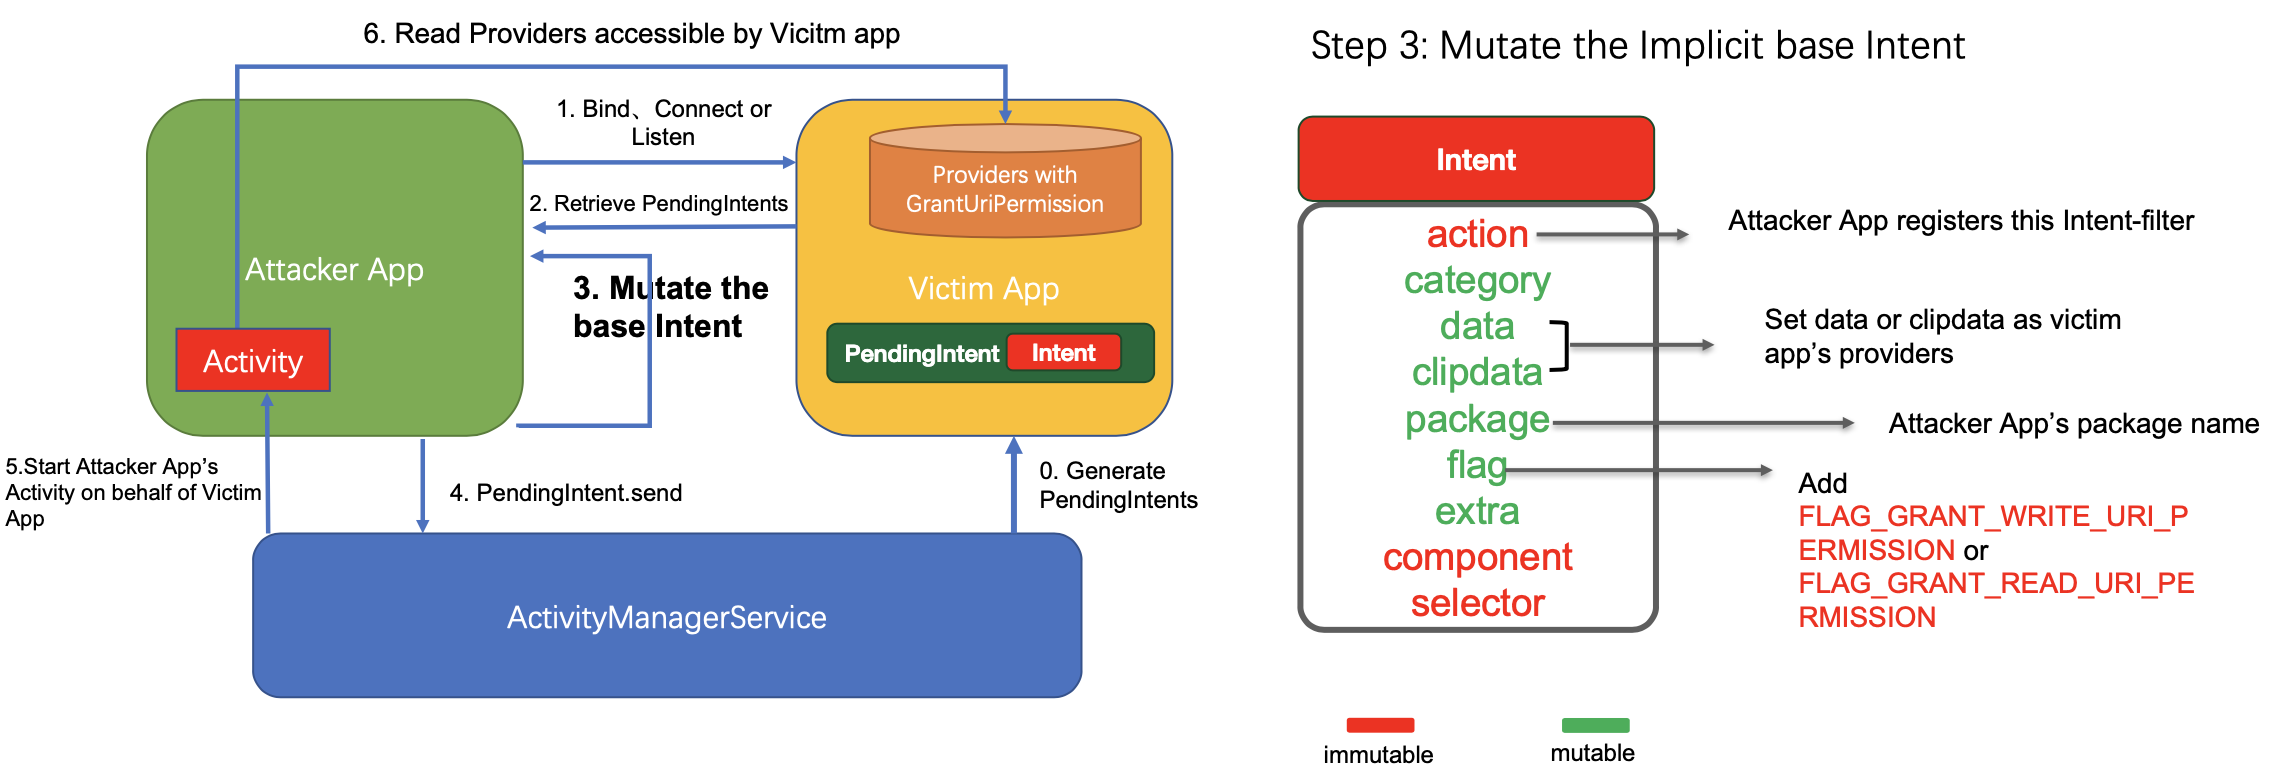 6. Read Providers accessible by Vicitm app
1. Bind、Connect or
Listen
Providers with
GrantUriPermission
2. Retrieve PendingIntents
Attacker App
3. Mutate the
base Intent
Victim App
PendingIntent
Intent
Activity
5.Start Attacker App’s
Activity on behalf of Victim
App
4. PendingIntent.send
0. Generate
PendingIntents
ActivityManagerService
Step 3: Mutate the Implicit base Intent
Intent
action
Attacker App registers this Intent-filter
category
data
clipdata
Set data or clipdata as victim
app’s providers
package
Attacker App’s package name
flag
Add
FLAG_GRANT_WRITE_URI_P
ERMISSION or
FLAG_GRANT_READ_URI_PE
RMISSION
extra
component
selector
immutable
mutable